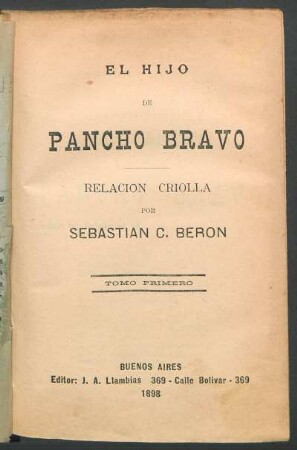 EL HIJO
DE
PANCHO BRAVO
RELACION CRIOLLA
POR
SEBASTIAN C. BERON
TOMO PRIMERO
BUENOS AIRES
Editor: J. A. Llambias 369 - Calle Bolivar - 369
1898